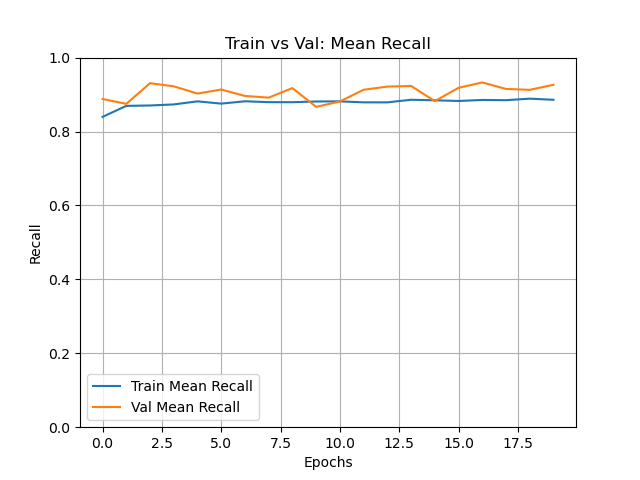 Train vs Val: Mean Recall
1.0
0.8
0.6
0.4
0.2
0.0
Recall
Train Mean Recall
Val Mean Recall
0.0 2.5 5.0 7.5 10.0 12.5 15.0 17.5
Epochs